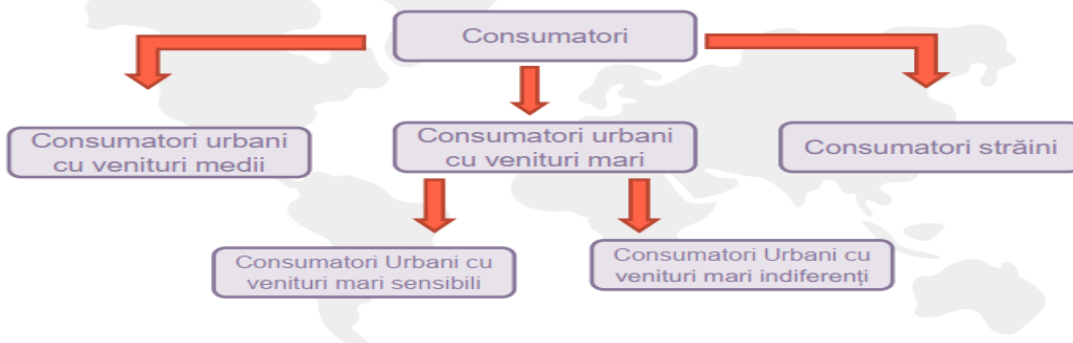 Consumatori
Consumatori urbani
cu venituri medii
Consumatori urbani
cu venituri mari
Consumatori străini
Consumatori Urbani cu
venituri mari sensibili
Consumatori Urbani cu
venituri mari indiferenți